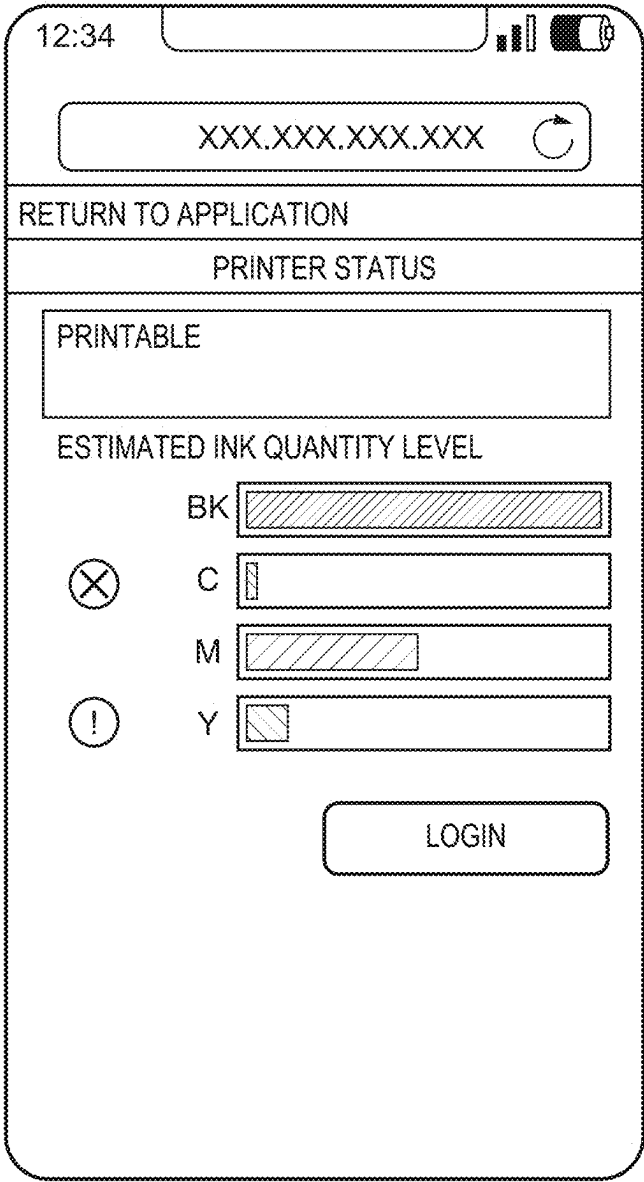 12:34
XXX.XXX.XXX.XXX
RETURN TO APPLICATION
PRINTER STATUS
PRINTABLE
ESTIMATED INK QUANTITY LEVEL
BK
C
M
! Y
LOGIN